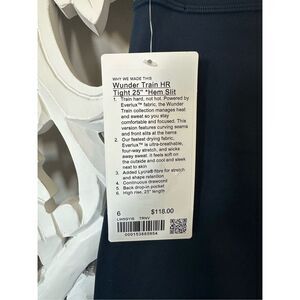 WHY WE MADE THIS
Wunder Train HR
Tight 25" *Hem Slit
1. Train hard, not hot. Powered by
Everlux™ fabric, the Wunder
Train collection manages heat
and sweat so you stay
comfortable and focused. This
version features curving seams
and front slits at the hems
2. Our fastest drying fabric,
Everlux™ is ultra-breathable,
four-way stretch, and wicks
away sweat. It feels soft on
the outside and cool and sleek
next to skin
3. Added Lycra® fibre for stretch
and shape retention
4. Continuous drawcord
5. Back drop-in pocket
6. High rise, 25" length
6 $118.00
TRNV